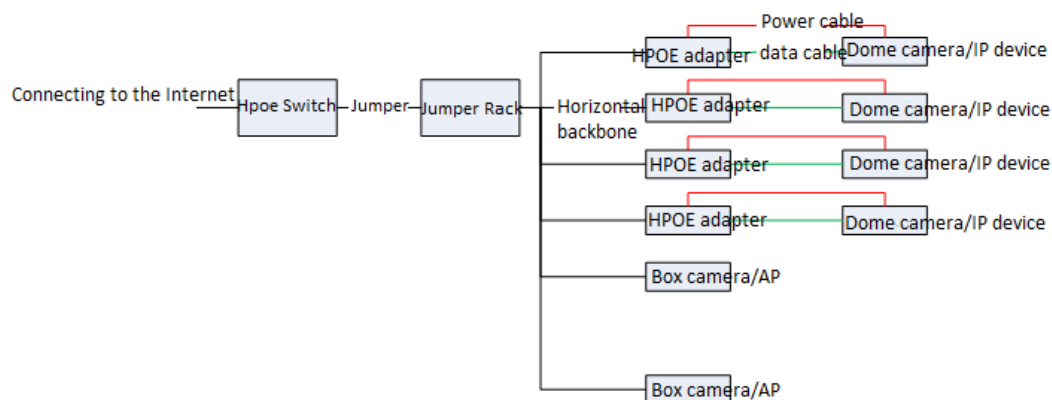 Power cable
HPOE adapter
data cable
Dome camera/IP device
Connecting to the Internet
Hpoe Switch
Jumper
Jumper Rack
Horizontal
backbone
HPOE adapter
Dome camera/IP device
HPOE adapter
Dome camera/IP device
HPOE adapter
Dome camera/IP device
Box camera/AP
Box camera/AP